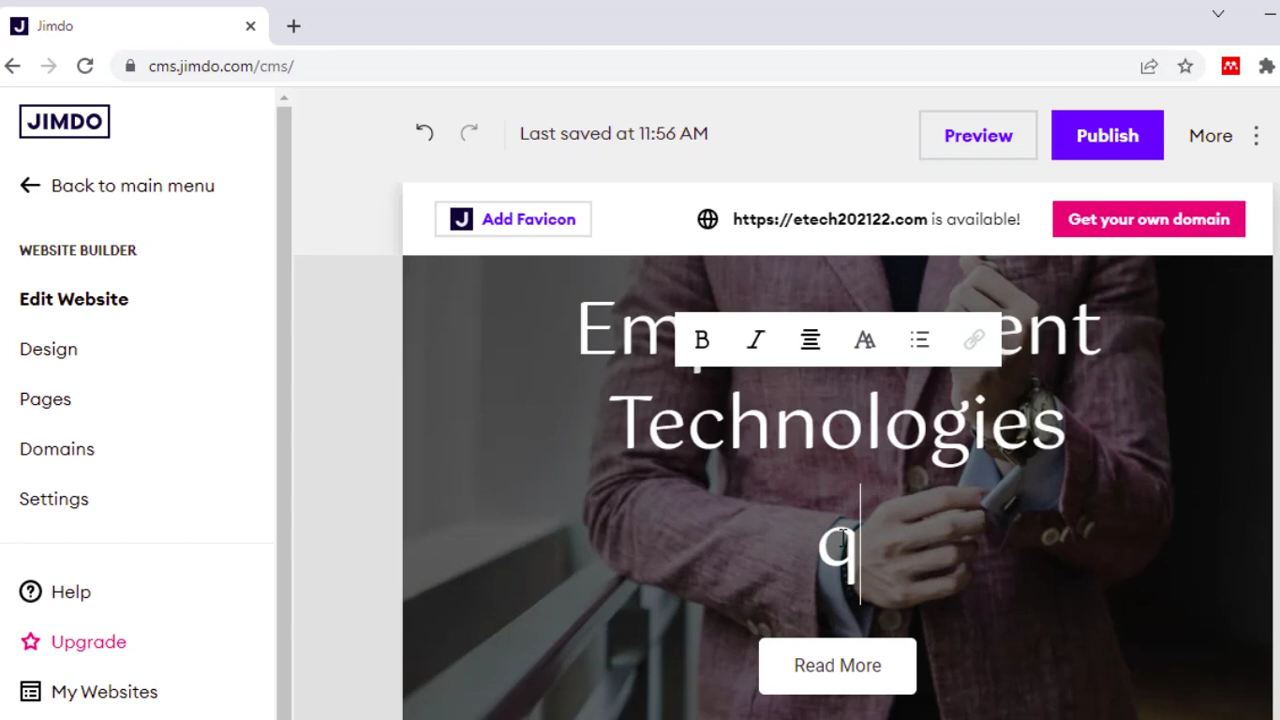 Jimdo
cms.jimdo.com/cms/
JIMDO
Back to main menu
WEBSITE BUILDER
Edit Website
Design
Pages
Domains
Settings
Help
Upgrade
My Websites
Last saved at 11:56 AM
Preview
Publish
More
Add Favicon
https://etech202122.com is available!
Get your own domain
B I
Em ent
Technologies
q
Read More